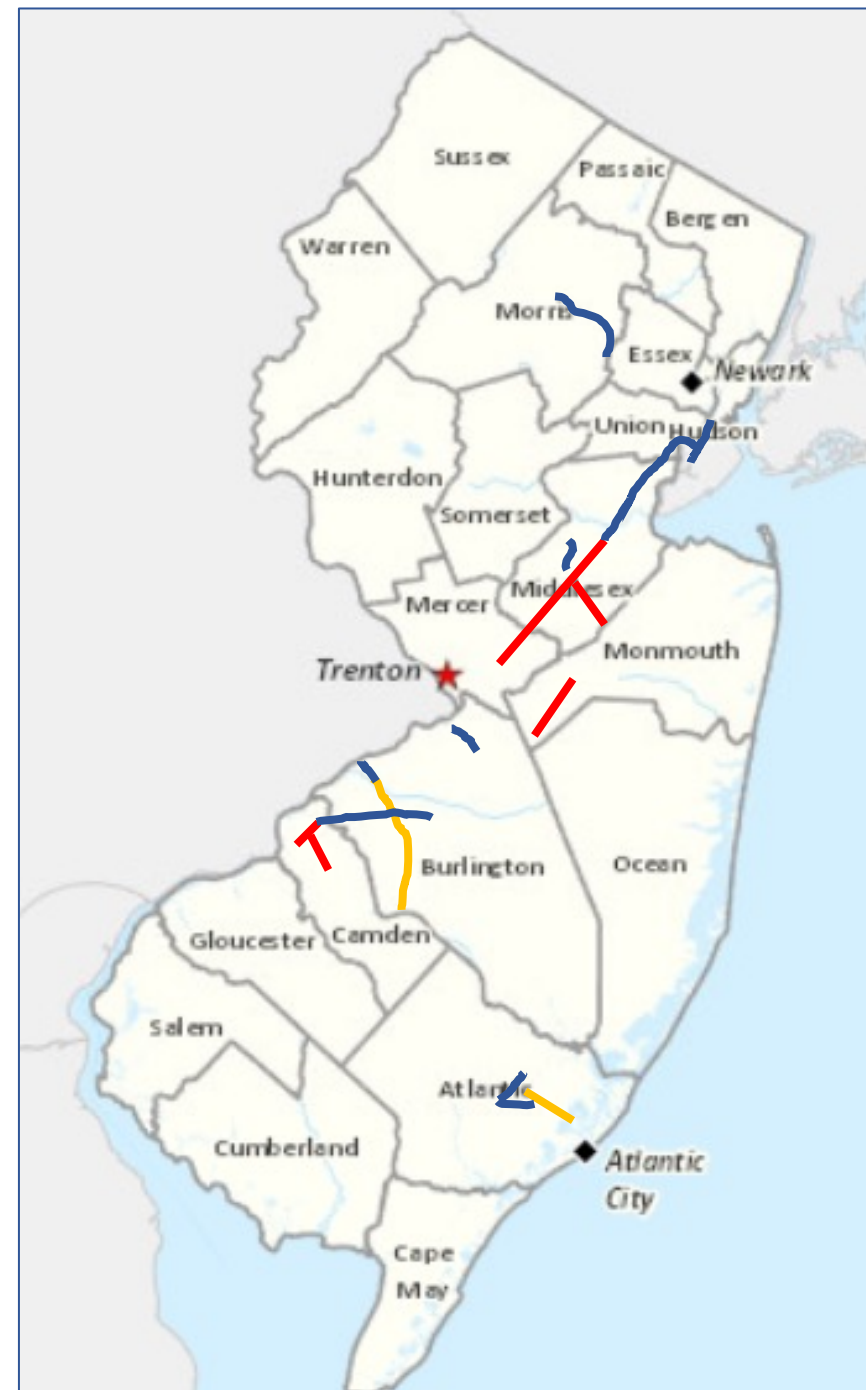 Sussex
Passaic
Bergen
Warren
Morris
Essex
Newark
Union
Hudson
Hunterdon
Somerset
Middlesex
Mercer
Trenton
Monmouth
Burlington
Ocean
Gloucester
Camden
Salem
Atlantic
Cumberland
Atlantic
City
Cape
May